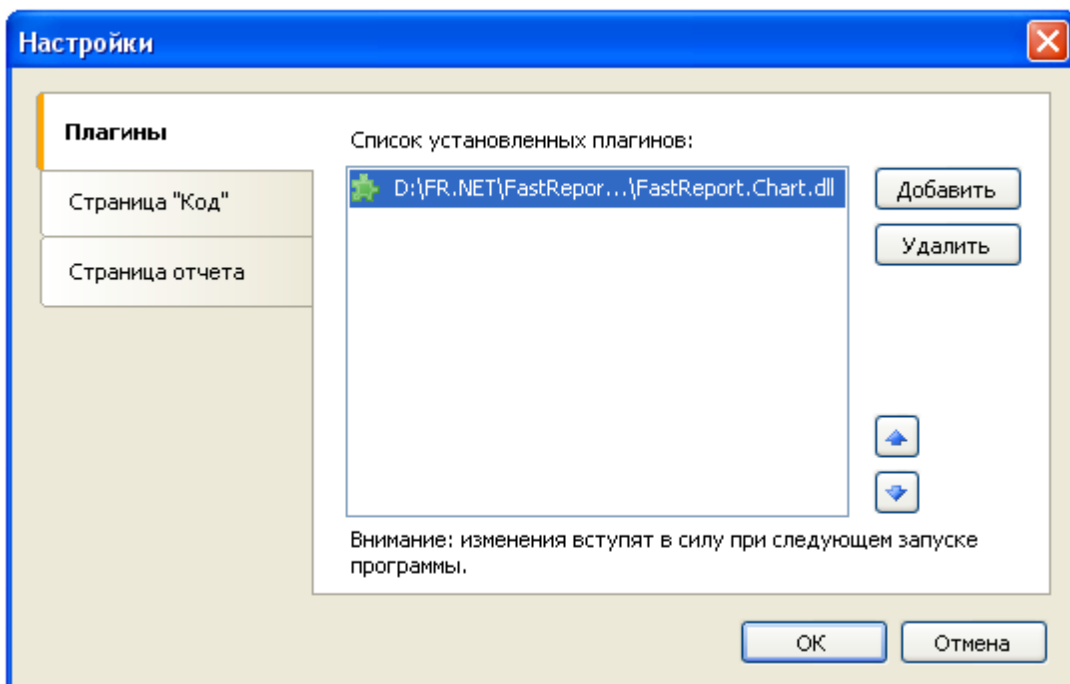 Настройки
Плагины
Страница "Код"
Страница отчета
Список установленных плагинов:
D:\FR.NET\FastRepor...\FastReport.Chart.dll
Добавить
Удалить
Внимание: изменения вступят в силу при следующем запуске
программы.
OK
Отмена